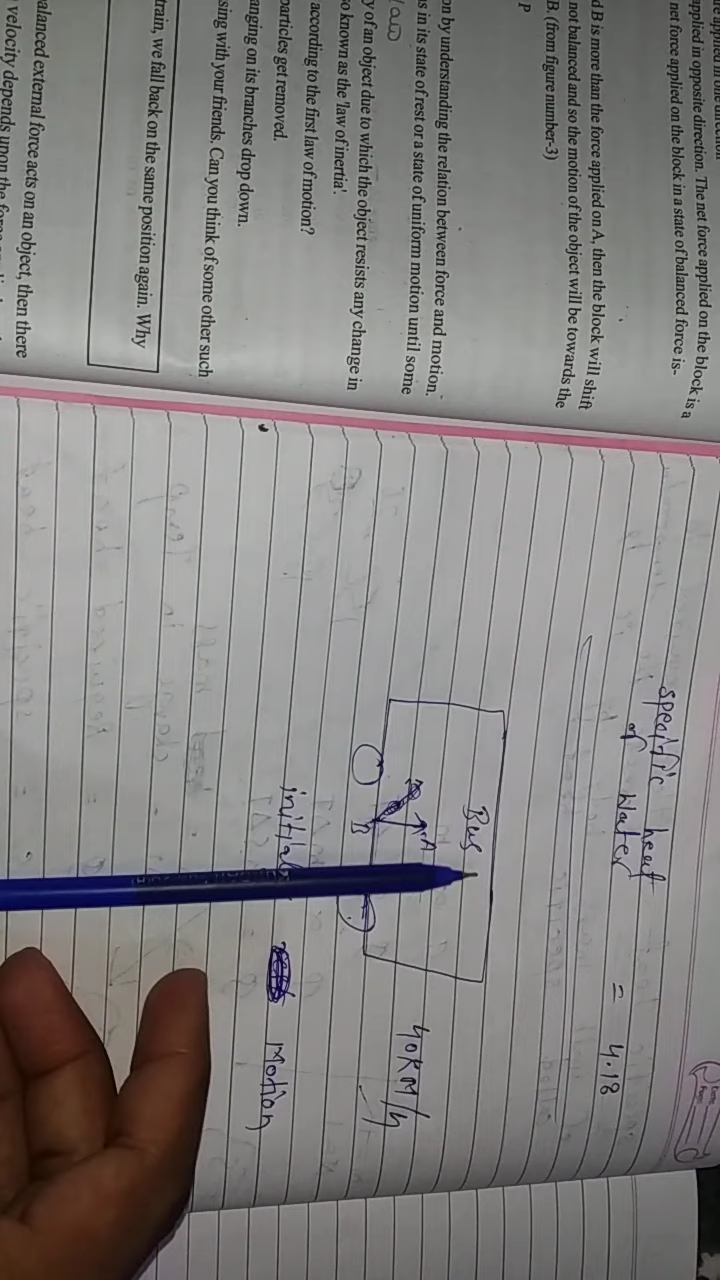 applied in opposite direction. The net force applied on the block is a
net force applied on the block in a state of balanced force is-
d B is more than the force applied on A, then the block will shift
not balanced and so the motion of the object will be towards the
B (from figure number-3)
P
on by understanding the relation between force and motion.
s in its state of rest or a state of uniform motion until some
y of an object due to which the object resists any change in
o known as the 'law of inertia'.
according to the first law of motion?
particles get removed.
anging on its branches drop down.
sing with your friends. Can you think of some other such
train, we fall back on the same position again. Why
alanced external force acts on an object, then there
velocity depends upon the force
specific heat
of Water = 4.18
Bus
A
B
40KM/h
initial Motion